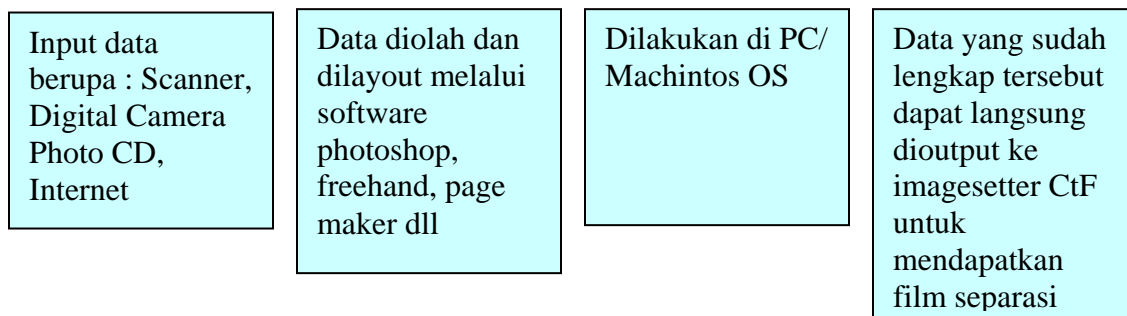 Input data
berupa : Scanner,
Digital Camera
Photo CD,
Internet
Data diolah dan
dilayout melalui
software
photoshop,
freehand, page
maker dll
Dilakukan di PC/
Machintos OS
Data yang sudah
lengkap tersebut
dapat langsung
dioutput ke
imagesetter CtF
untuk
mendapatkan
film separasi